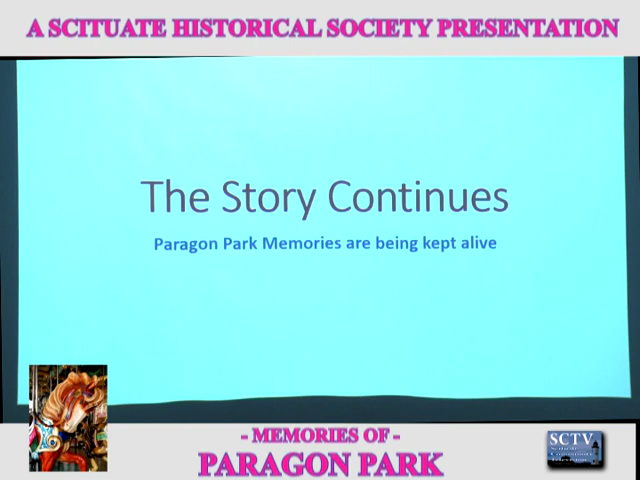 A SCITUATE HISTORICAL SOCIETY PRESENTATION
The Story Continues
Paragon Park Memories are being kept alive
- MEMORIES OF -
PARAGON PARK
SCTV